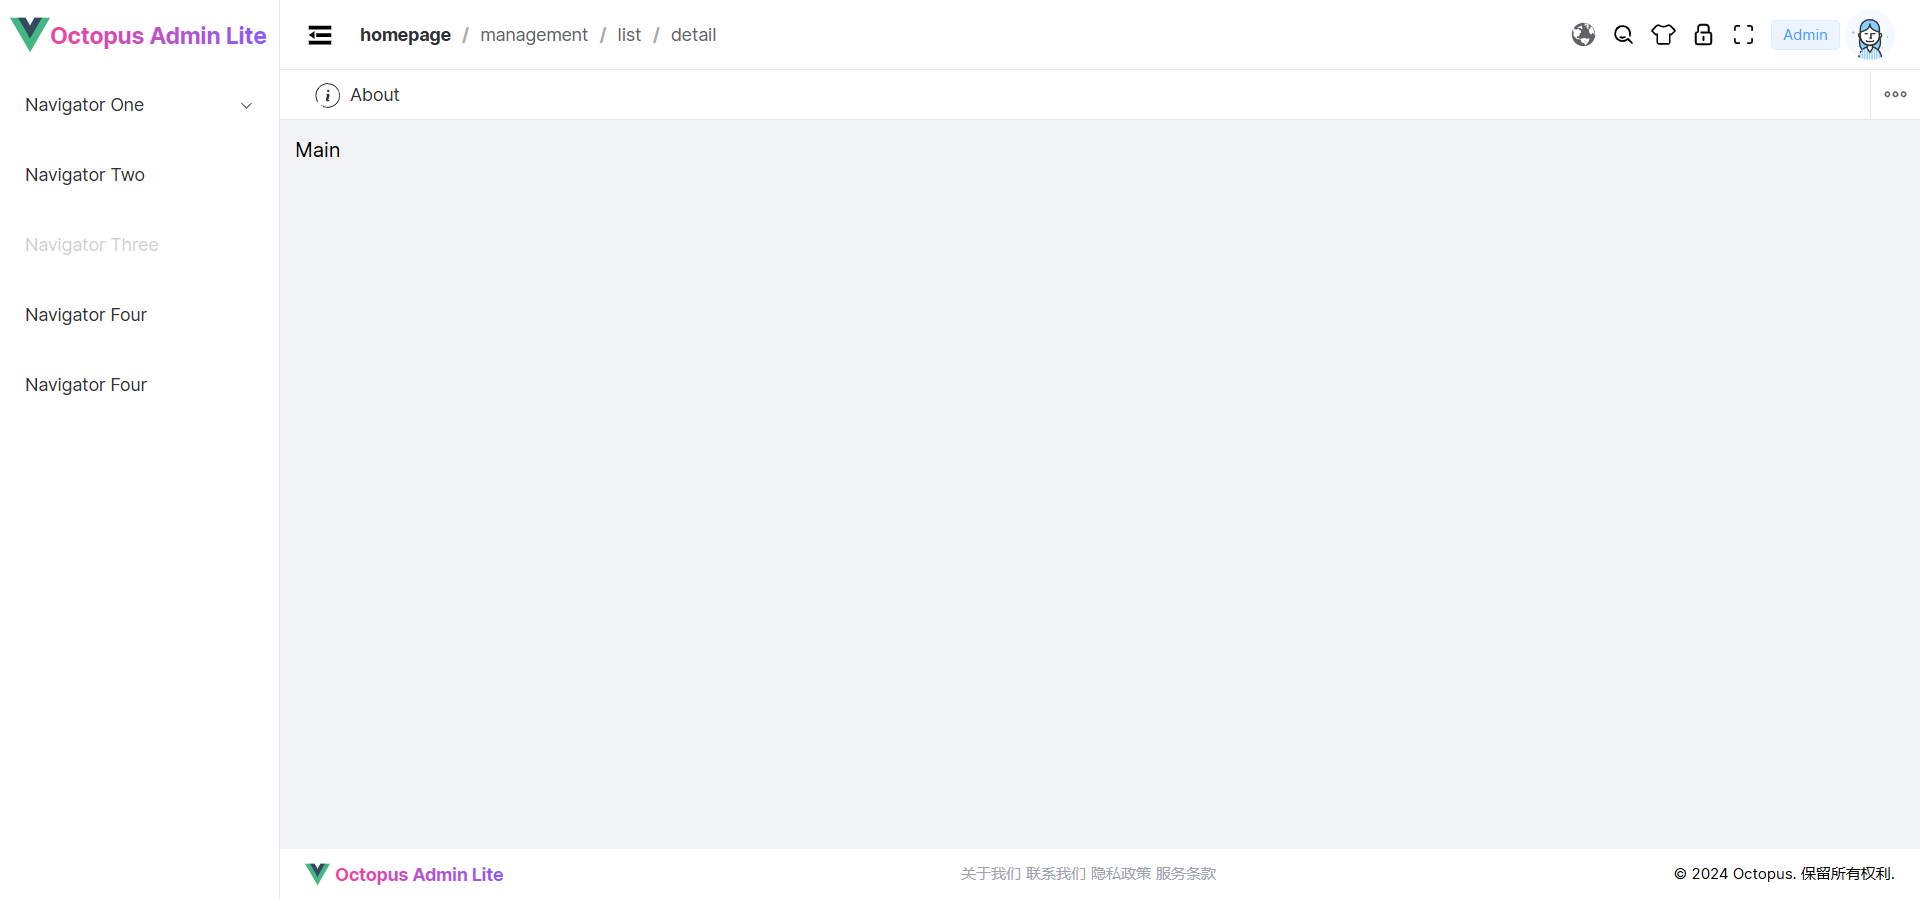 Octopus Admin Lite
homepage / management / list / detail
Admin
Navigator One
Navigator Two
Navigator Three
Navigator Four
Navigator Four
About
Main
Octopus Admin Lite
关于我们 联系我们 隐私政策 服务条款
© 2024 Octopus. 保留所有权利.